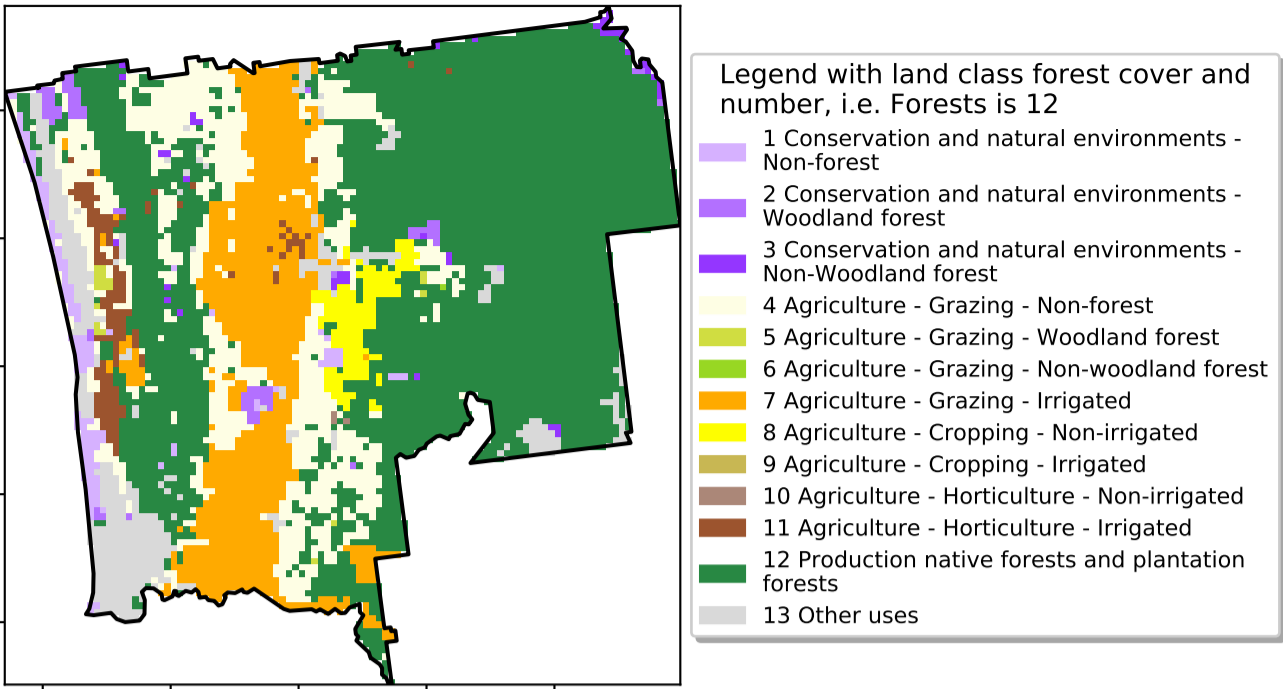 Legend with land class forest cover and
number, i.e. Forests is 12
1 Conservation and natural environments -
Non-forest
2 Conservation and natural environments -
Woodland forest
3 Conservation and natural environments -
Non-Woodland forest
4 Agriculture - Grazing - Non-forest
5 Agriculture - Grazing - Woodland forest
6 Agriculture - Grazing - Non-woodland forest
7 Agriculture - Grazing - Irrigated
8 Agriculture - Cropping - Non-irrigated
9 Agriculture - Cropping - Irrigated
10 Agriculture - Horticulture - Non-irrigated
11 Agriculture - Horticulture - Irrigated
12 Production native forests and plantation
forests
13 Other uses